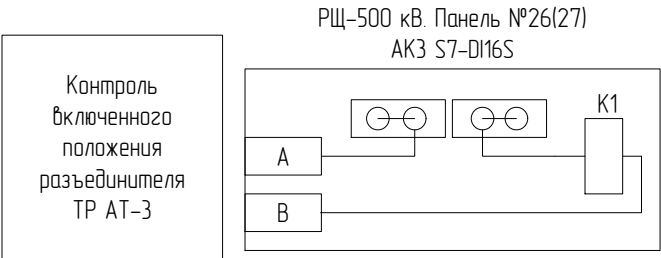 РЩ-500 кВ. Панель №26(27)
АКЗ S7-DI16S
Контроль
включенного
положения
разъединителя
ТР АТ-3
К1
А
В